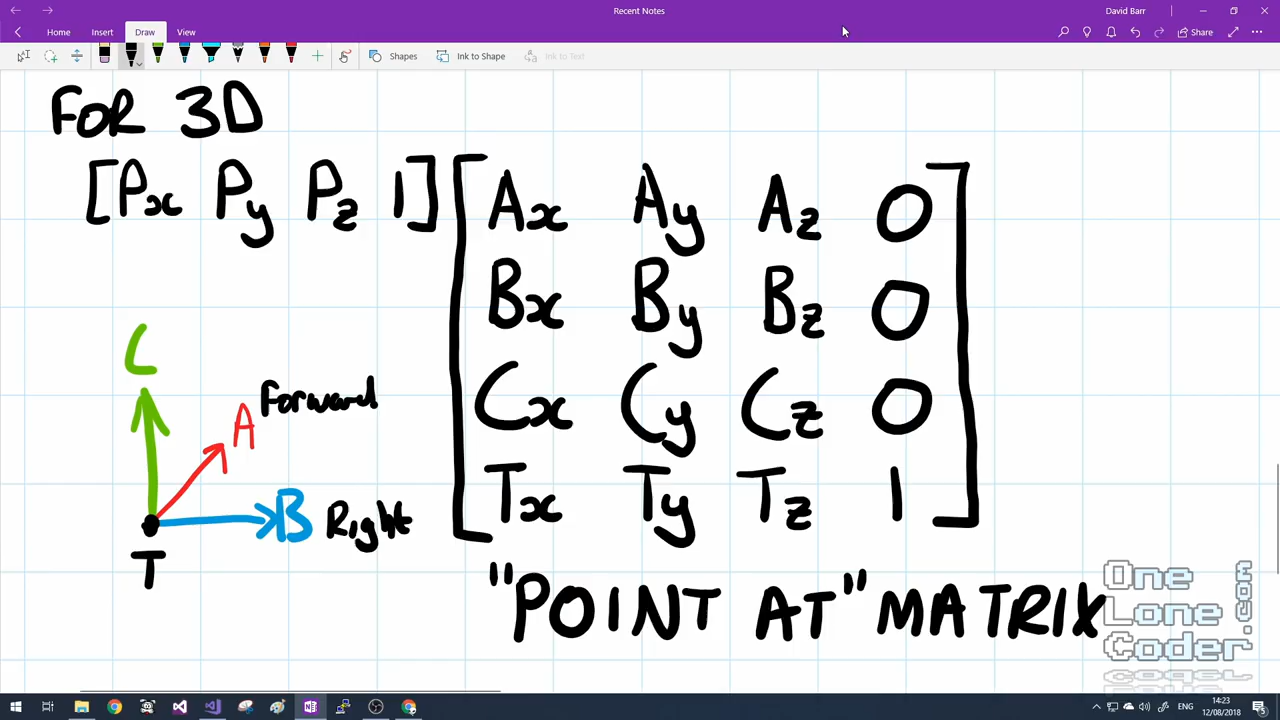 Recent Notes
David Barr
Home Insert Draw View
Share
Shapes
Ink to Shape
Ink to Text
FOR 3D
[Px Py Pz 1] [Ax Ay Az 0
Bx By Bz 0
Cx Cy Cz 0
Tx Ty Tz 1]
C
A Forward
B Right
T
"POINT AT" MATRIX
One
Lone
Coder
.com
ENG
14:23
12/08/2018
5